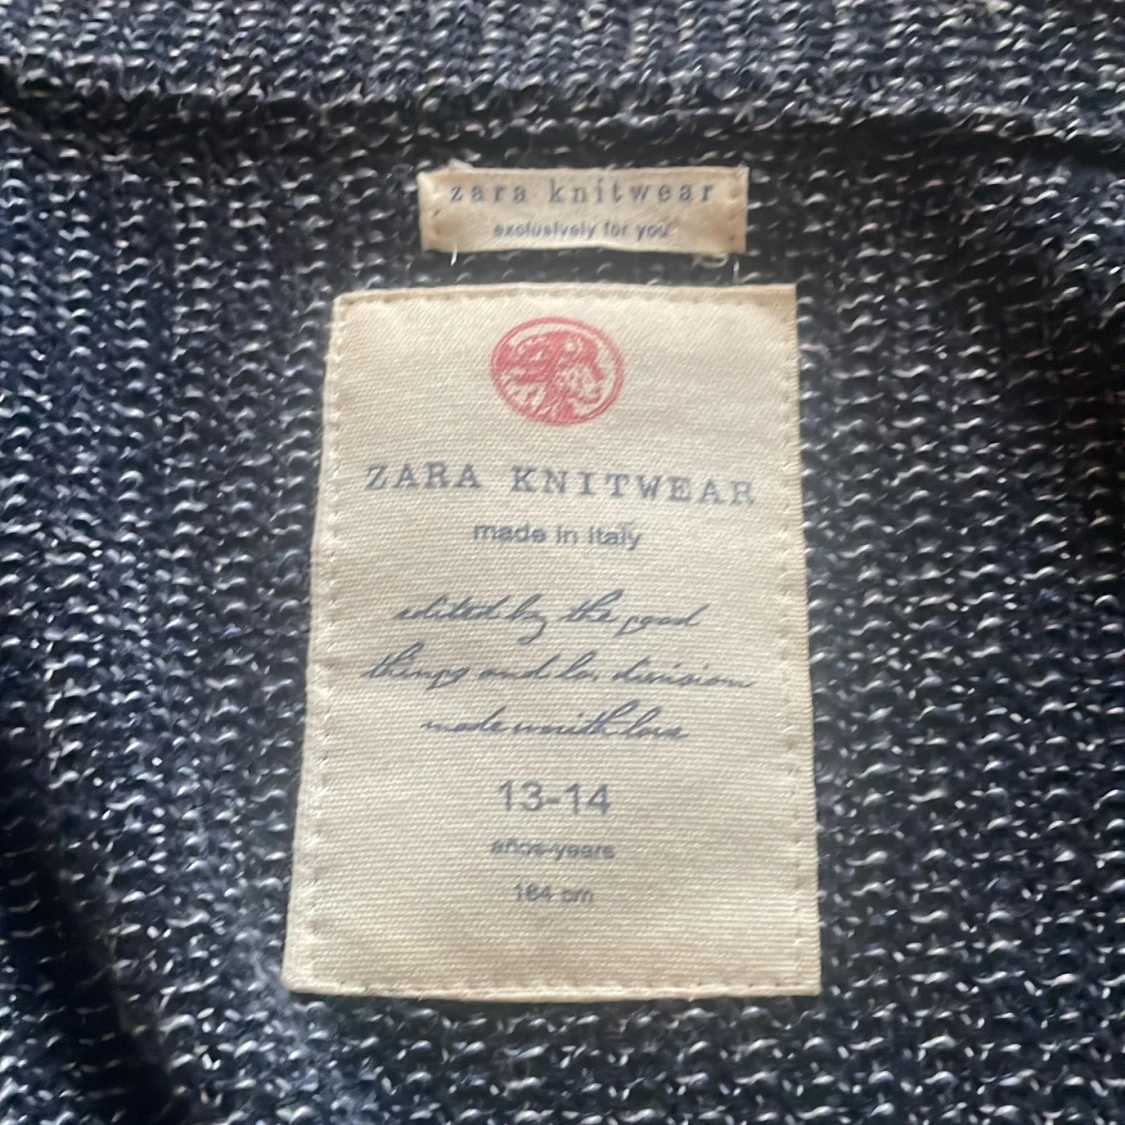 zara knitwear
exclusively for you
ZARA KNITWEAR
made in italy
edited by the good
things and los division
made with love
13-14
años-years
164 cm